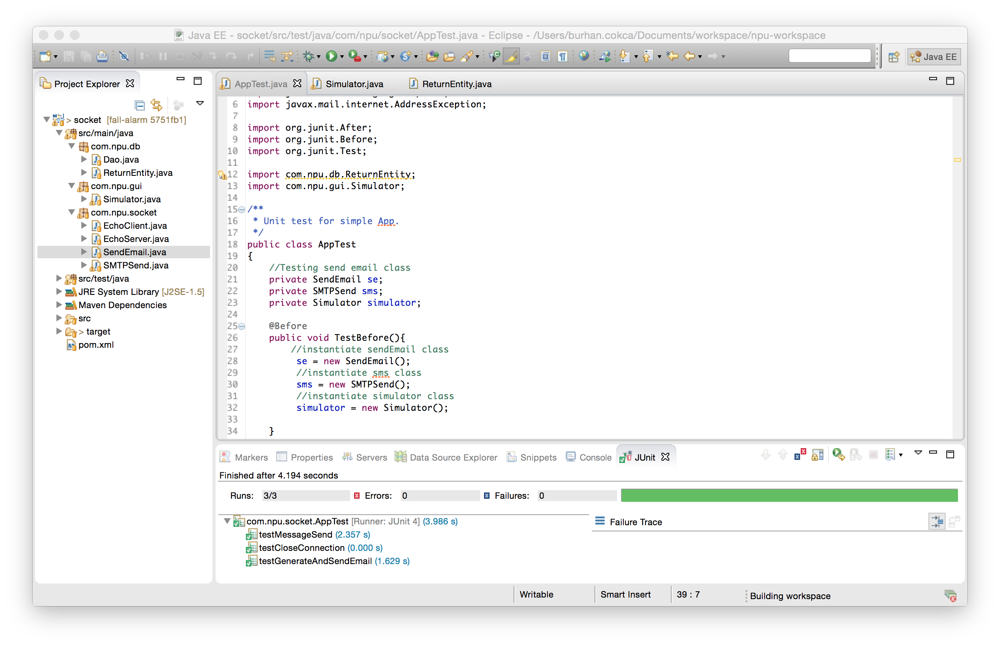 Java EE - socket/src/test/java/com/npu/socket/AppTest.java - Eclipse - /Users/burhan.cokca/Documents/workspace/npu-workspace
Java EE
Project Explorer
> socket [fall-alarm 5751fb1]
src/main/java
com.npu.db
Dao.java
ReturnEntity.java
com.npu.gui
Simulator.java
com.npu.socket
EchoClient.java
EchoServer.java
SendEmail.java
SMTPSend.java
src/test/java
JRE System Library [J2SE-1.5]
Maven Dependencies
src
> target
pom.xml
AppTest.java Simulator.java ReturnEntity.java
6 import javax.mail.internet.AddressException;
7
8 import org.junit.After;
9 import org.junit.Before;
10 import org.junit.Test;
11
12 import com.npu.db.ReturnEntity;
13 import com.npu.gui.Simulator;
14
15 /**
16 * Unit test for simple App.
17 */
18 public class AppTest
19 {
20 //Testing send email class
21 private SendEmail se;
22 private SMTPSend sms;
23 private Simulator simulator;
24
25 @Before
26 public void TestBefore(){
27 //instantiate sendEmail class
28 se = new SendEmail();
29 //instantiate sms class
30 sms = new SMTPSend();
31 //instantiate simulator class
32 simulator = new Simulator();
33
34 }
Markers Properties Servers Data Source Explorer Snippets Console JUnit
Finished after 4.194 seconds
Runs: 3/3 Errors: 0 Failures: 0
com.npu.socket.AppTest [Runner: JUnit 4] (3.986 s)
testMessageSend (2.357 s)
testCloseConnection (0.000 s)
testGenerateAndSendEmail (1.629 s)
Failure Trace
Writable Smart Insert 39 : 7 Building workspace